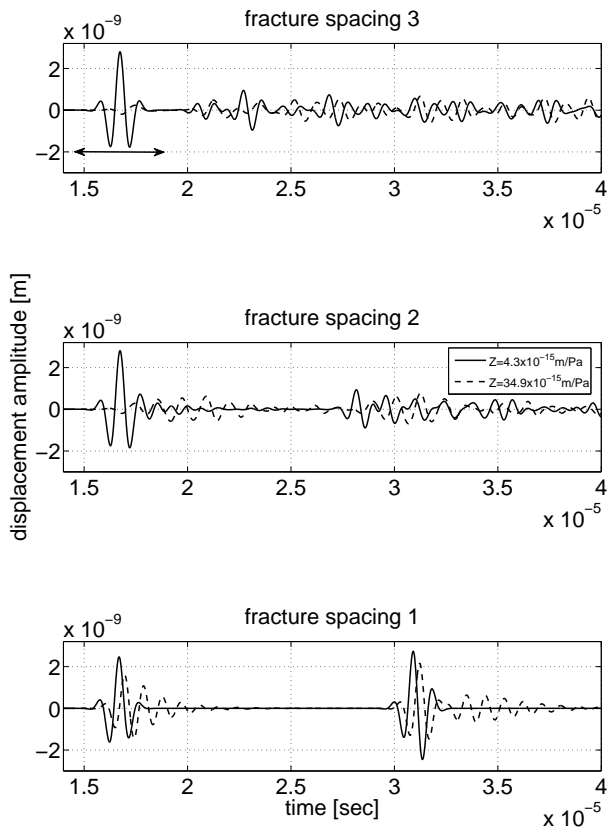 fracture spacing 3
x 10⁻⁹
2
0
−2
1.5 2 2.5 3 3.5 4
x 10⁻⁵
displacement amplitude [m]
fracture spacing 2
x 10⁻⁹
2
0
−2
Z=4.3x10⁻¹⁵m/Pa
Z=34.9x10⁻¹⁵m/Pa
1.5 2 2.5 3 3.5 4
x 10⁻⁵
fracture spacing 1
x 10⁻⁹
2
0
−2
1.5 2 2.5 3 3.5 4
time [sec]
x 10⁻⁵